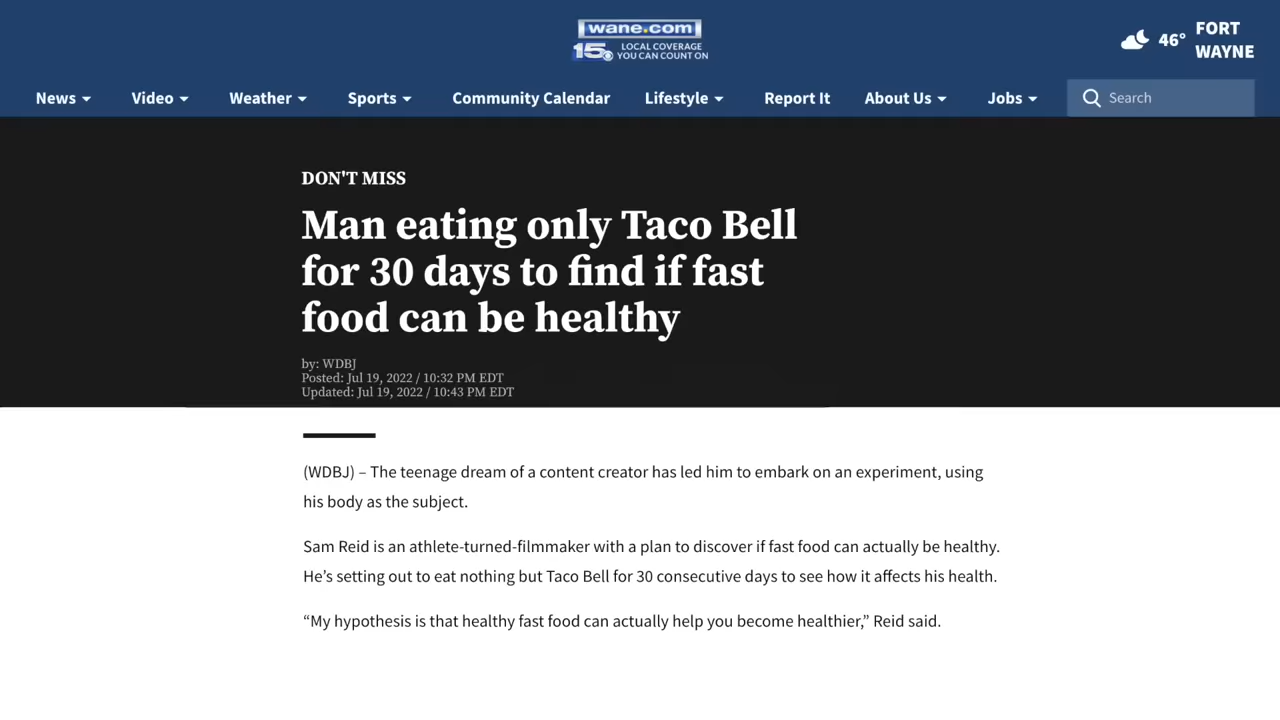 wane.com
15 LOCAL COVERAGE
YOU CAN COUNT ON
46° FORT
WAYNE
News Video Weather Sports Community Calendar Lifestyle Report It About Us Jobs Search
DON'T MISS
Man eating only Taco Bell
for 30 days to find if fast
food can be healthy
by: WDBJ
Posted: Jul 19, 2022 / 10:32 PM EDT
Updated: Jul 19, 2022 / 10:43 PM EDT
(WDBJ) – The teenage dream of a content creator has led him to embark on an experiment, using
his body as the subject.
Sam Reid is an athlete-turned-filmmaker with a plan to discover if fast food can actually be healthy.
He’s setting out to eat nothing but Taco Bell for 30 consecutive days to see how it affects his health.
“My hypothesis is that healthy fast food can actually help you become healthier,” Reid said.